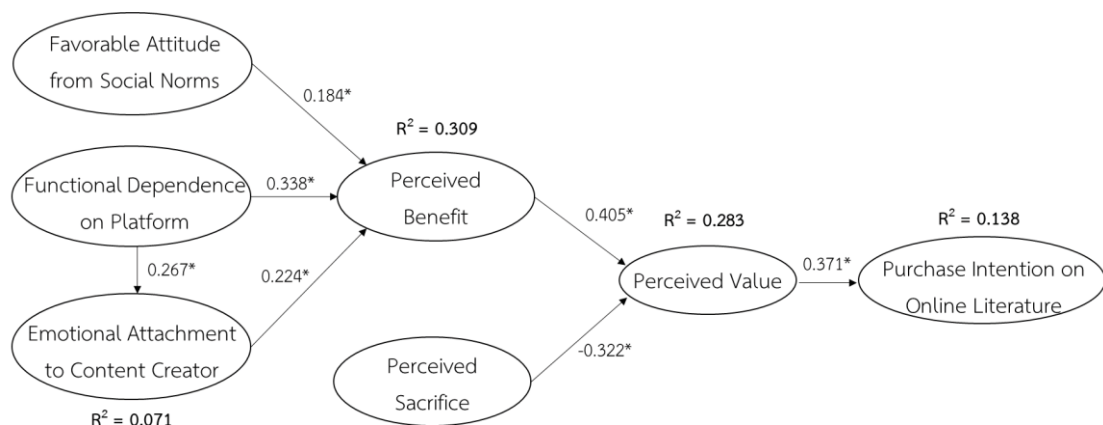 Favorable Attitude
from Social Norms
0.184*
R² = 0.309
Functional Dependence
on Platform
0.338*
Perceived
Benefit
0.405*
R² = 0.283
R² = 0.138
0.267*
0.224*
Perceived Value
0.371*
Purchase Intention on
Online Literature
Emotional Attachment
to Content Creator
-0.322*
Perceived
Sacrifice
R² = 0.071